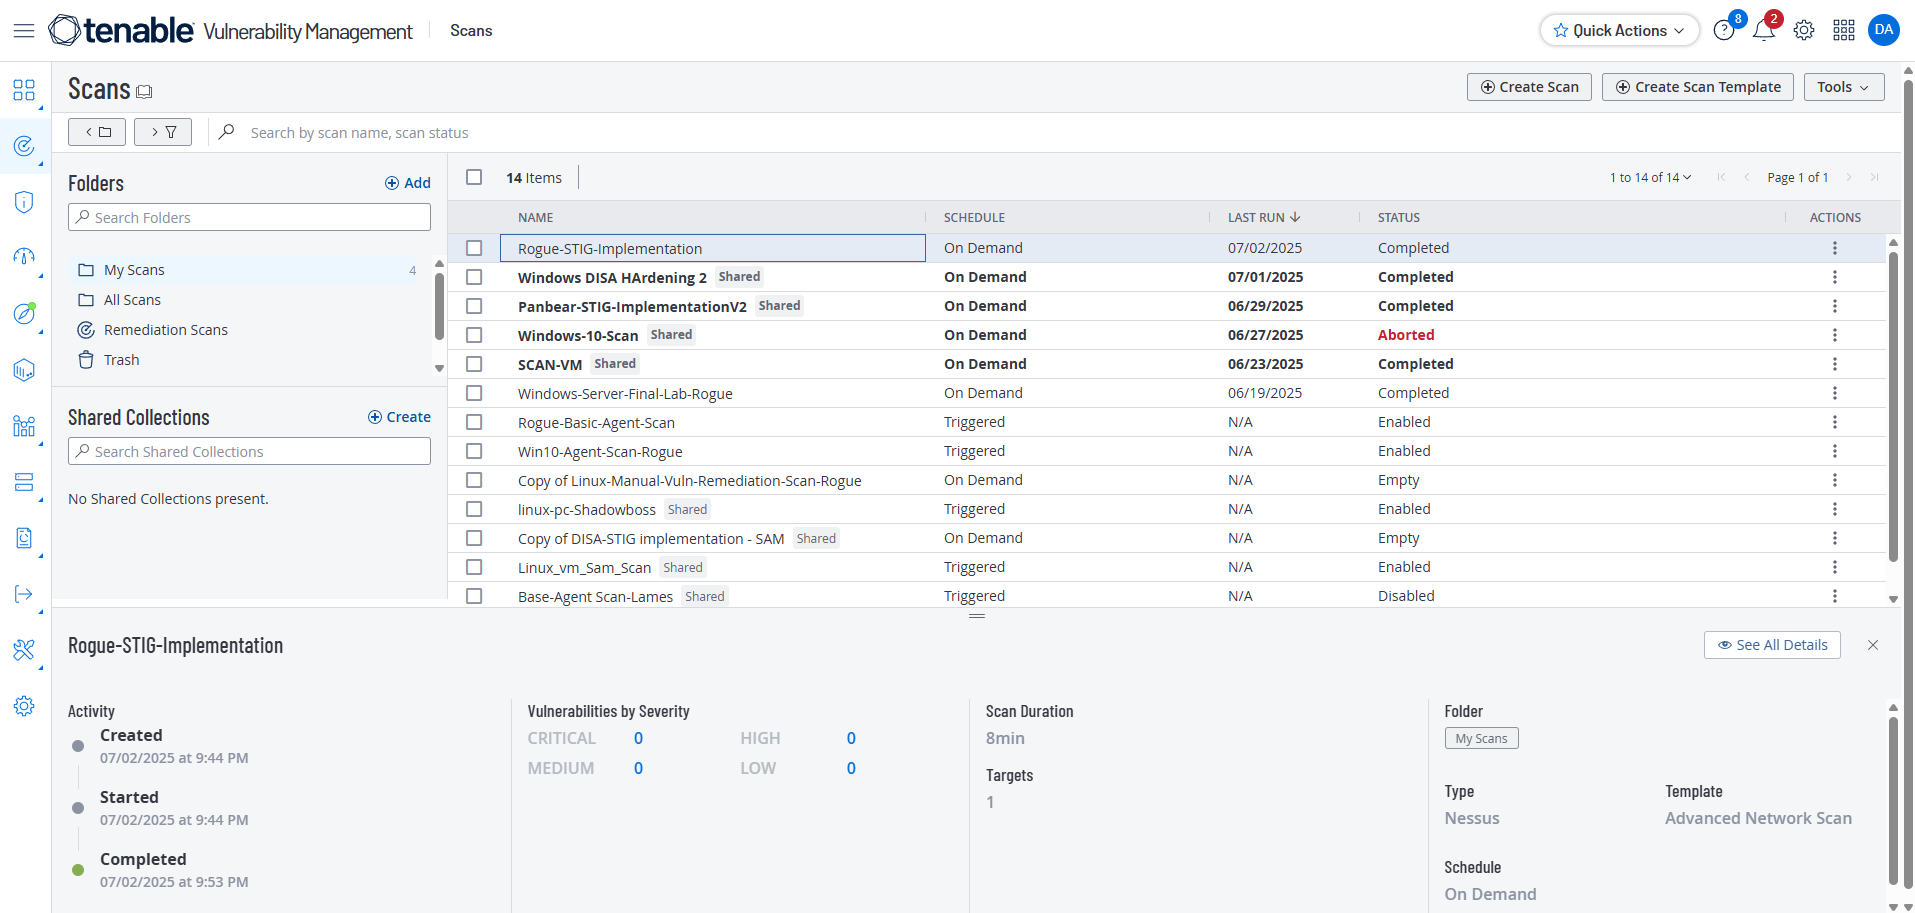 tenable Vulnerability Management Scans
Quick Actions 8 2 DA
Scans
Create Scan Create Scan Template Tools
Search by scan name, scan status
Folders Add
Search Folders
My Scans 4
All Scans
Remediation Scans
Trash
Shared Collections Create
Search Shared Collections
No Shared Collections present.
14 Items 1 to 14 of 14 Page 1 of 1
NAME SCHEDULE LAST RUN STATUS ACTIONS
Rogue-STIG-Implementation On Demand 07/02/2025 Completed
Windows DISA HArdening 2 Shared On Demand 07/01/2025 Completed
Panbear-STIG-ImplementationV2 Shared On Demand 06/29/2025 Completed
Windows-10-Scan Shared On Demand 06/27/2025 Aborted
SCAN-VM Shared On Demand 06/23/2025 Completed
Windows-Server-Final-Lab-Rogue On Demand 06/19/2025 Completed
Rogue-Basic-Agent-Scan Triggered N/A Enabled
Win10-Agent-Scan-Rogue Triggered N/A Enabled
Copy of Linux-Manual-Vuln-Remediation-Scan-Rogue On Demand N/A Empty
linux-pc-Shadowboss Shared Triggered N/A Enabled
Copy of DISA-STIG implementation - SAM Shared On Demand N/A Empty
Linux_vm_Sam_Scan Shared Triggered N/A Enabled
Base-Agent Scan-Lames Shared Triggered N/A Disabled
Rogue-STIG-Implementation See All Details
Activity
Created
07/02/2025 at 9:44 PM
Started
07/02/2025 at 9:44 PM
Completed
07/02/2025 at 9:53 PM
Vulnerabilities by Severity
CRITICAL 0 HIGH 0
MEDIUM 0 LOW 0
Scan Duration
8min
Targets
1
Folder
My Scans
Type Template
Nessus Advanced Network Scan
Schedule
On Demand